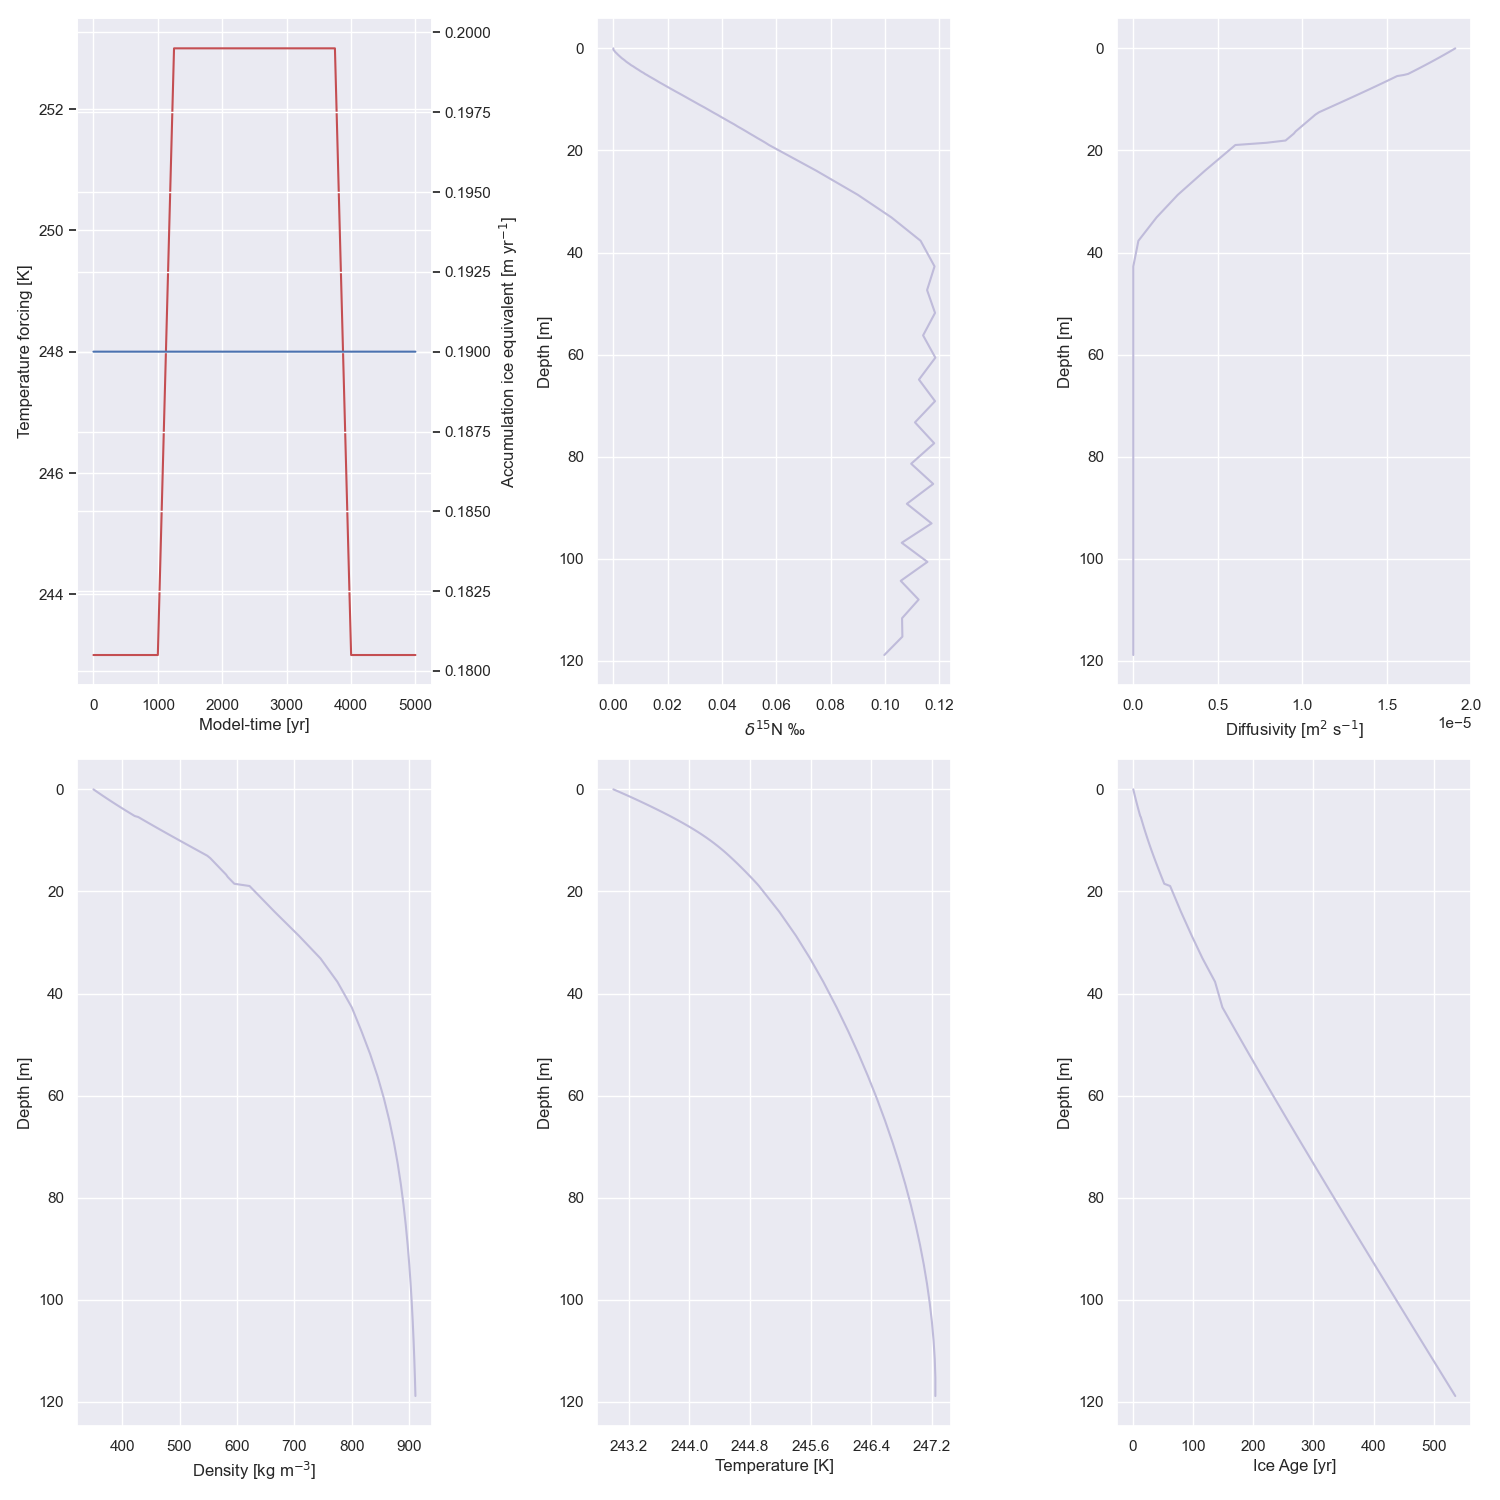 252
250
248
246
244
Temperature forcing [K]
0 1000 2000 3000 4000 5000
Model-time [yr]
0.2000
0.1975
0.1950
0.1925
0.1900
0.1875
0.1850
0.1825
0.1800
Accumulation ice equivalent [m yr⁻¹]
0
20
40
60
80
100
120
Depth [m]
0.00 0.02 0.04 0.06 0.08 0.10 0.12
δ¹⁵N ‰
0
20
40
60
80
100
120
Depth [m]
0.0 0.5 1.0 1.5 2.0
1e−5
Diffusivity [m² s⁻¹]
0
20
40
60
80
100
120
Depth [m]
400 500 600 700 800 900
Density [kg m⁻³]
0
20
40
60
80
100
120
Depth [m]
243.2 244.0 244.8 245.6 246.4 247.2
Temperature [K]
0
20
40
60
80
100
120
Depth [m]
0 100 200 300 400 500
Ice Age [yr]